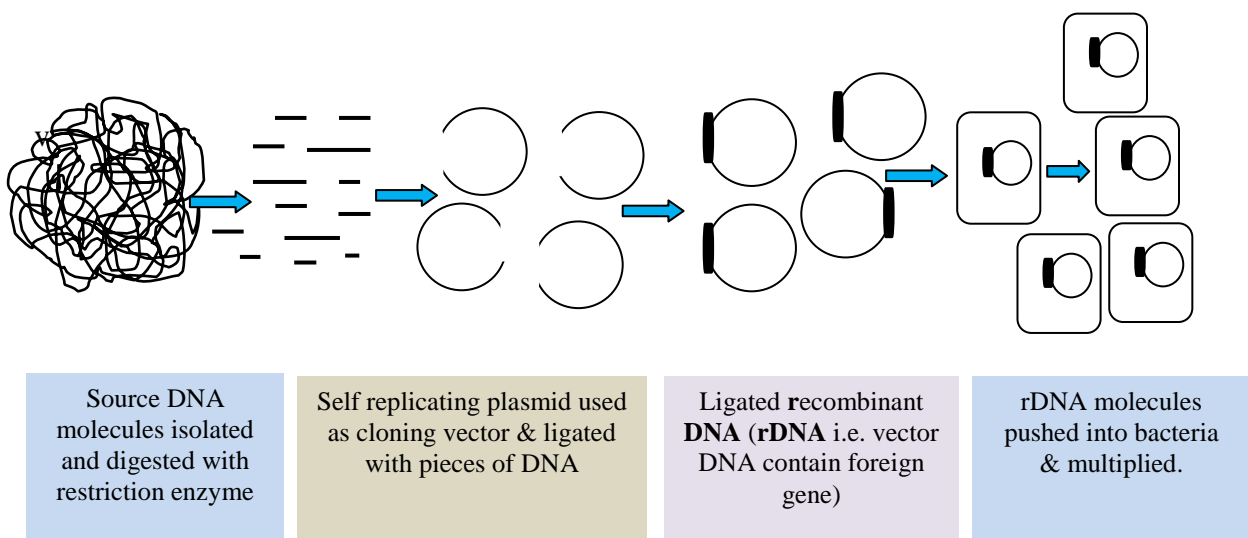 v
Source DNA
molecules isolated
and digested with
restriction enzyme
Self replicating plasmid used
as cloning vector & ligated
with pieces of DNA
Ligated recombinant
DNA (rDNA i.e. vector
DNA contain foreign
gene)
rDNA molecules
pushed into bacteria
& multiplied.